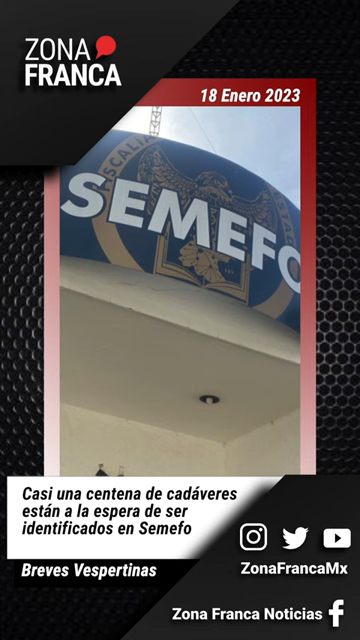 ZONA
FRANCA
18 Enero 2023
FISCALÍA
SEMEFO
Casi una centena de cadáveres
están a la espera de ser
identificados en Semefo
Breves Vespertinas
ZonaFrancaMx
Zona Franca Noticias